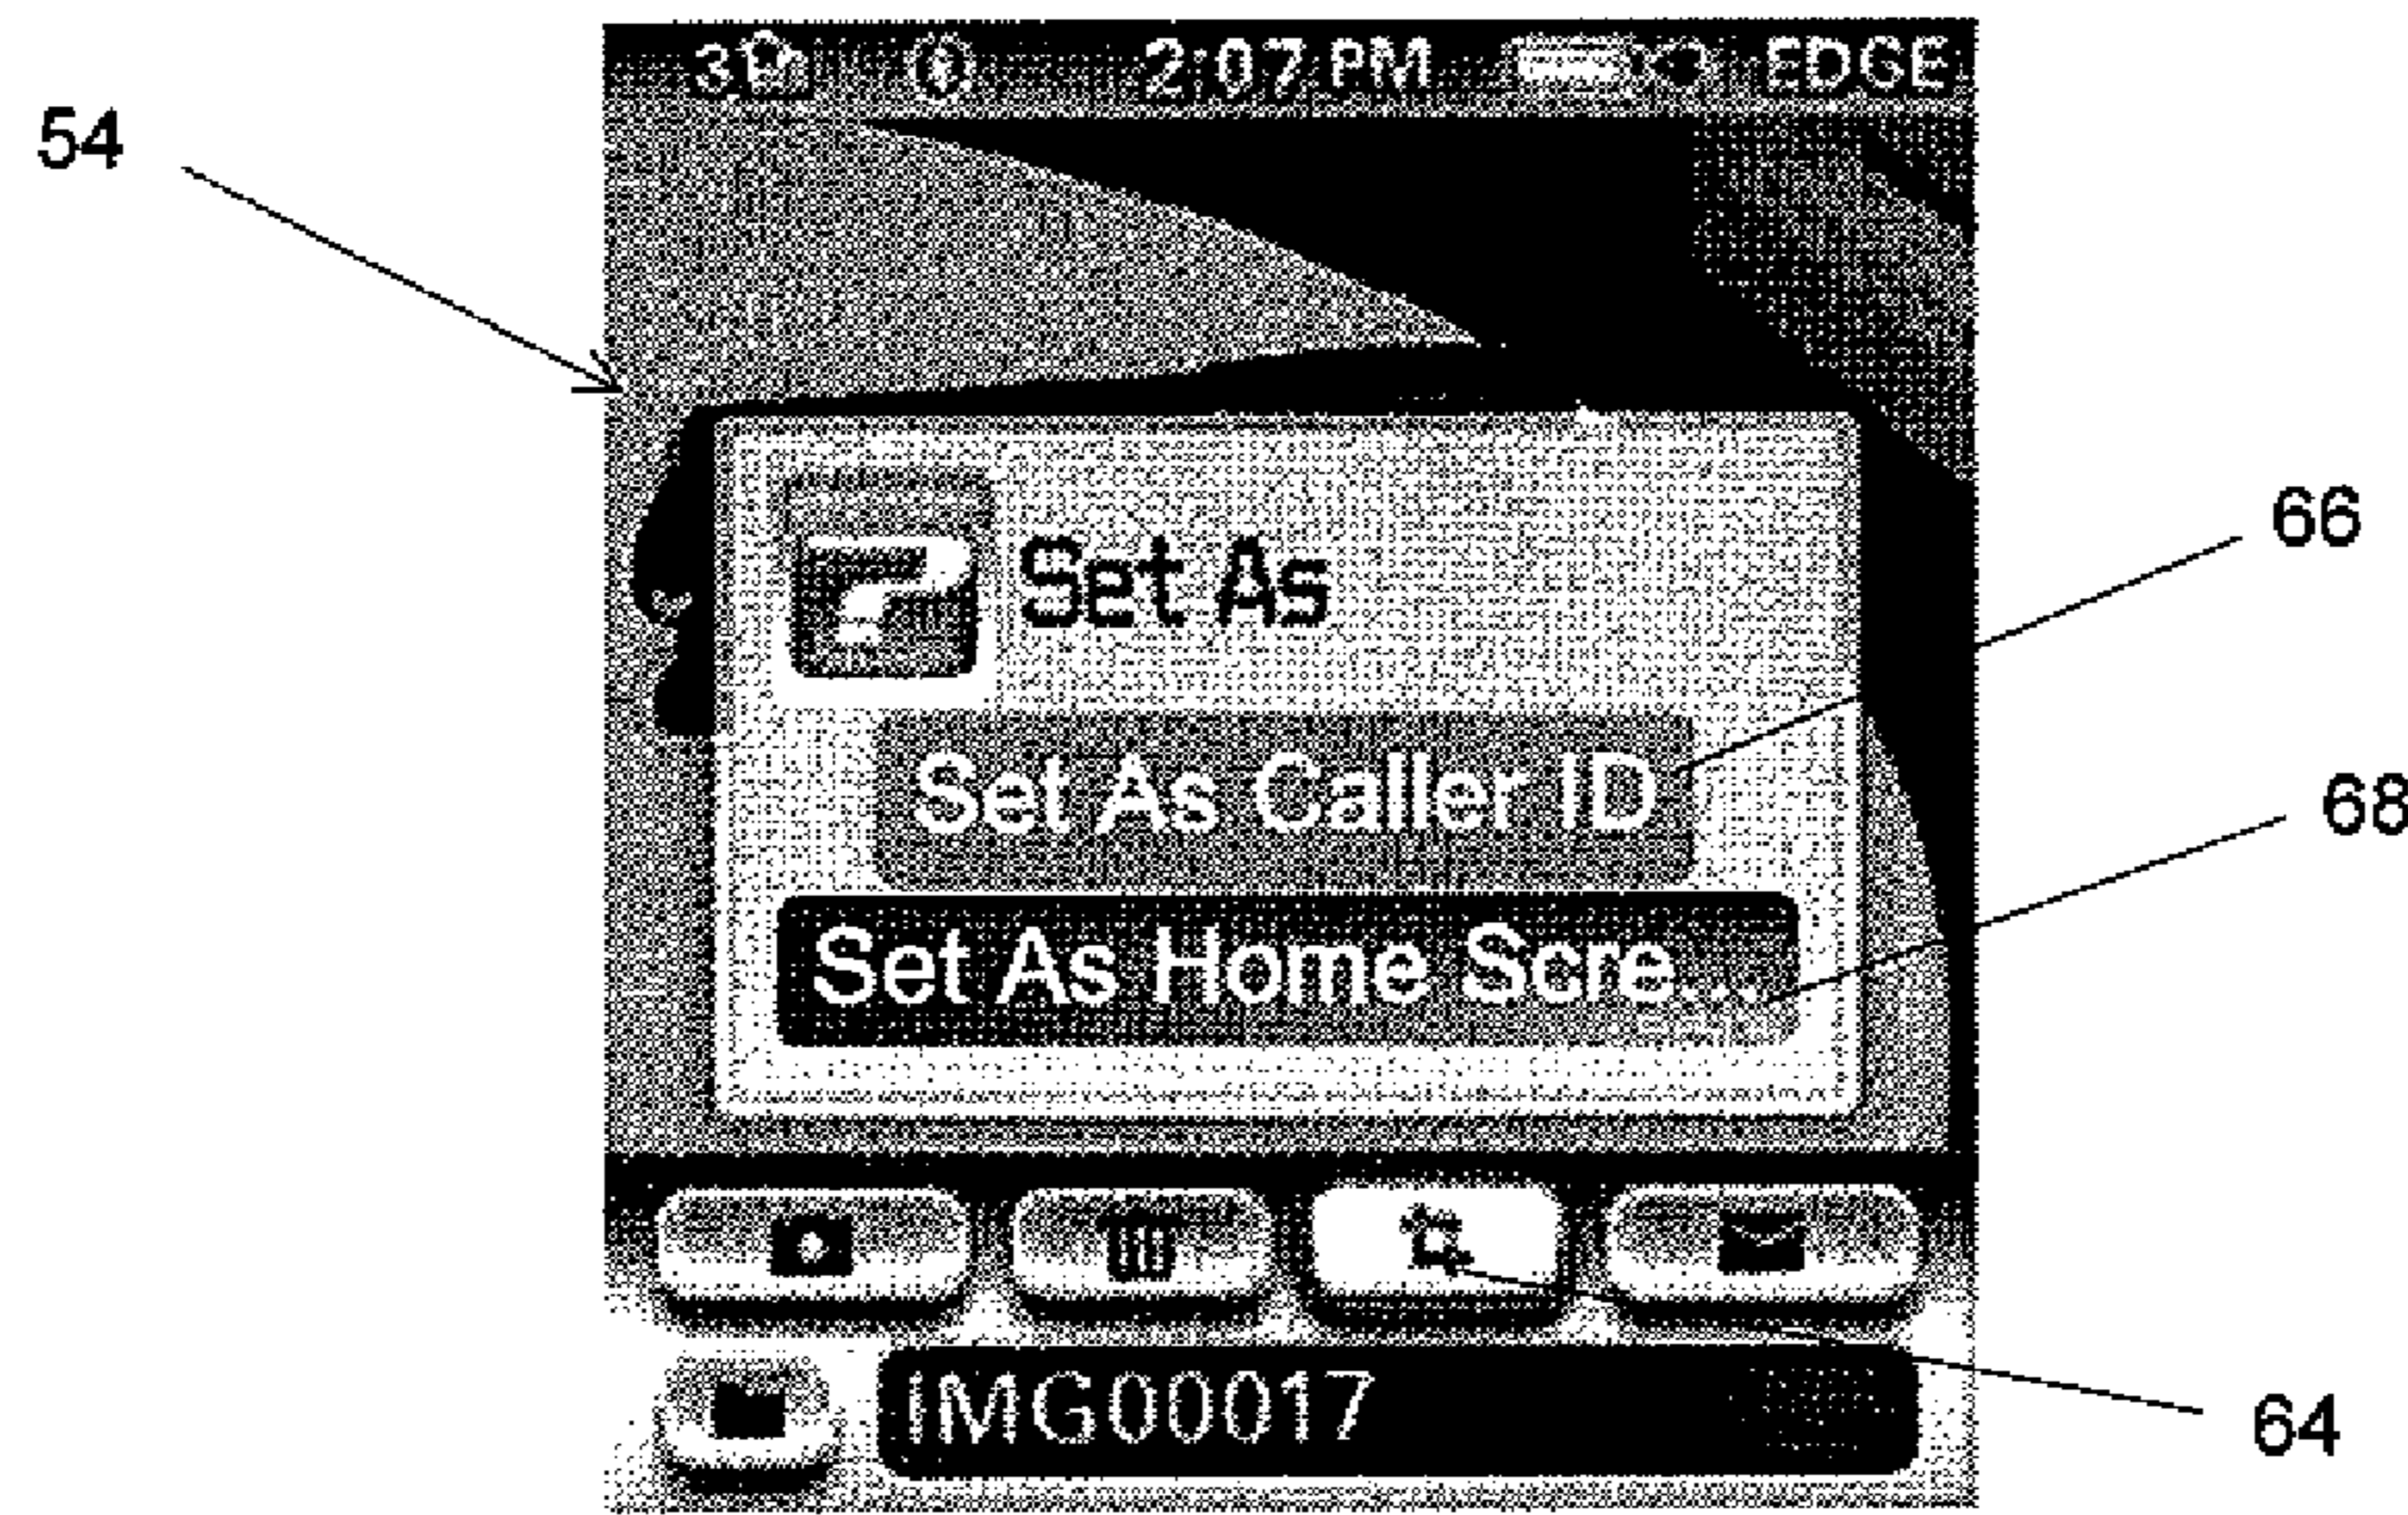 3 2:07 PM EDGE
54
Set As
66
Set As Caller ID
68
Set As Home Scre...
IMG00017
64